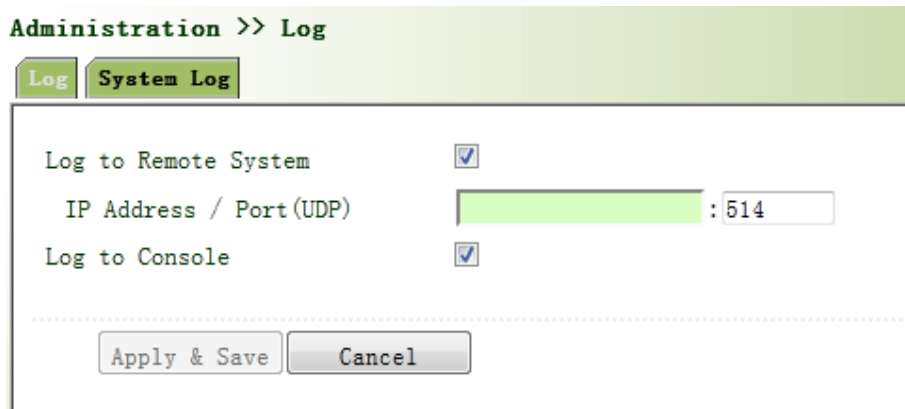 Administration >> Log
Log System Log
Log to Remote System
IP Address / Port(UDP) :514
Log to Console
Apply & Save Cancel